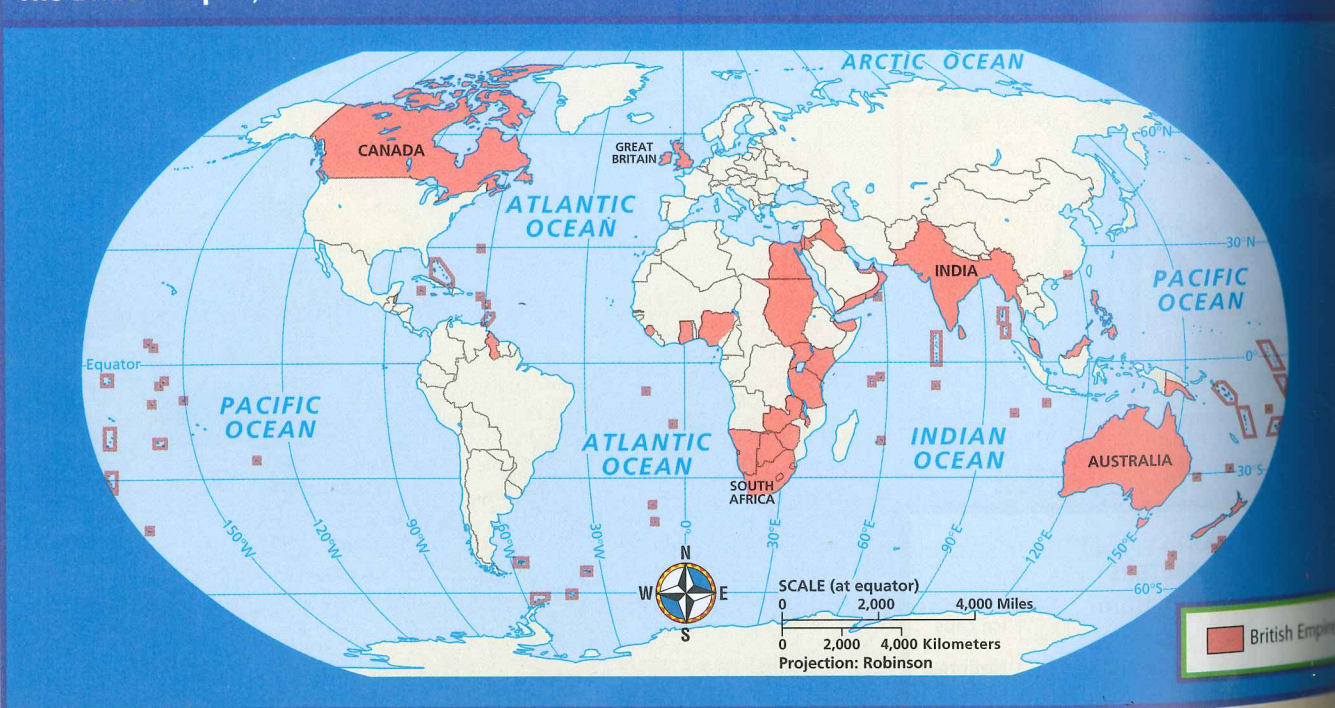 ARCTIC OCEAN
60°N
CANADA
GREAT
BRITAIN
ATLANTIC
OCEAN
30°N
INDIA
PACIFIC
OCEAN
Equator
0°
PACIFIC
OCEAN
ATLANTIC
OCEAN
INDIAN
OCEAN
AUSTRALIA
30°S
SOUTH
AFRICA
150°W
120°W
90°W
60°W
30°W
0°
30°E
60°E
90°E
120°E
150°E
60°S
N
W E
S
SCALE (at equator)
0 2,000 4,000 Miles
0 2,000 4,000 Kilometers
Projection: Robinson
British